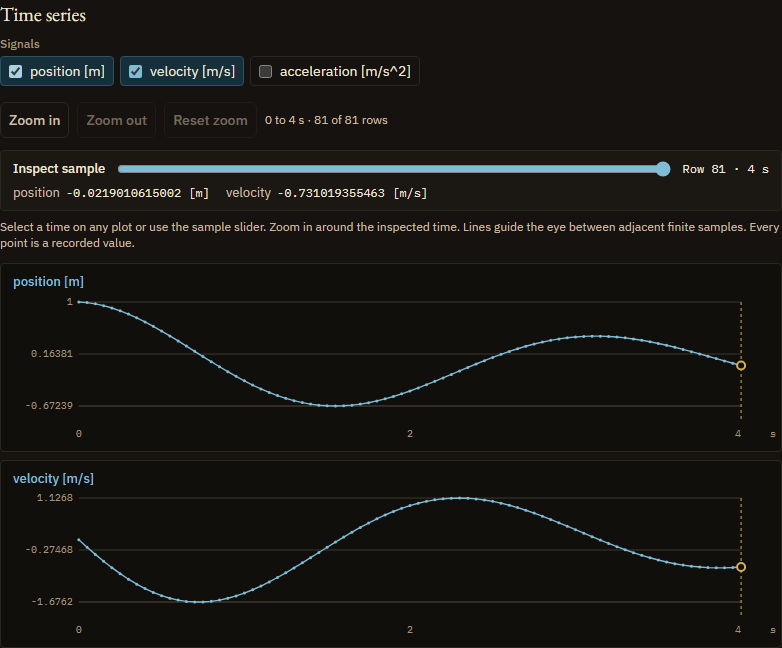 Time series
Signals
position [m] velocity [m/s] acceleration [m/s^2]
Zoom in Zoom out Reset zoom 0 to 4 s · 81 of 81 rows
Inspect sample Row 81 · 4 s
position -0.0219010615002 [m] velocity -0.731019355463 [m/s]
Select a time on any plot or use the sample slider. Zoom in around the inspected time. Lines guide the eye between adjacent finite samples. Every
point is a recorded value.
position [m]
1
0.16381
-0.67239
0 2 4 s
velocity [m/s]
1.1268
-0.27468
-1.6762
0 2 4 s